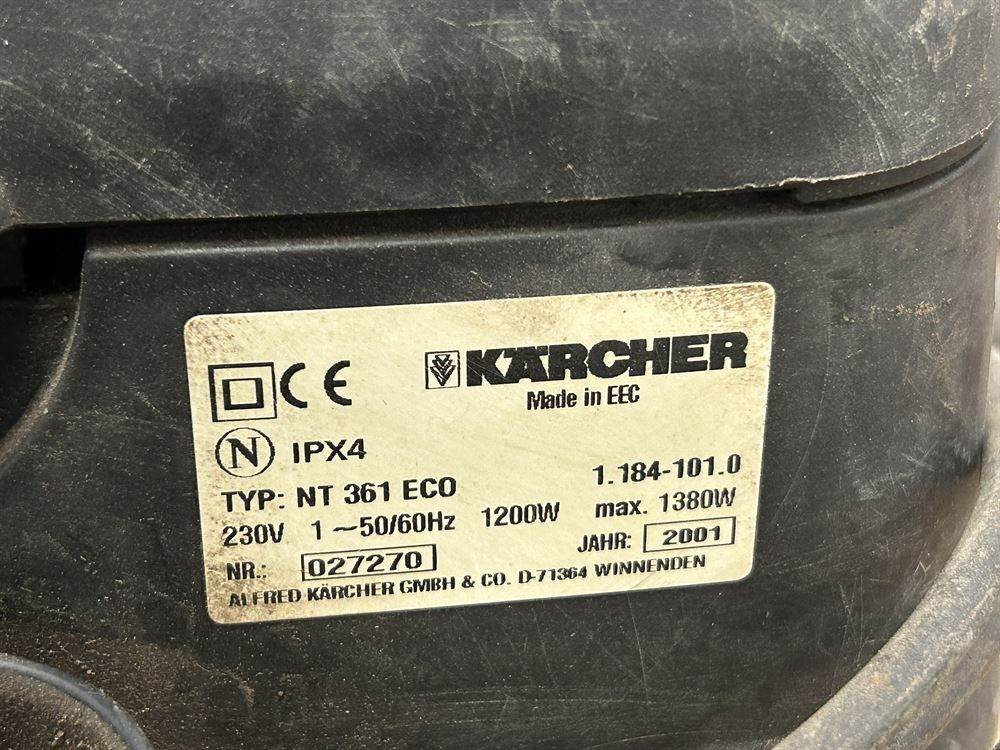 CE KÄRCHER
Made in EEC
N IPX4
TYP: NT 361 ECO 1.184-101.0
230V 1~50/60Hz 1200W max. 1380W
NR.: 027270 JAHR: 2001
ALFRED KÄRCHER GMBH & CO. D-71364 WINNENDEN